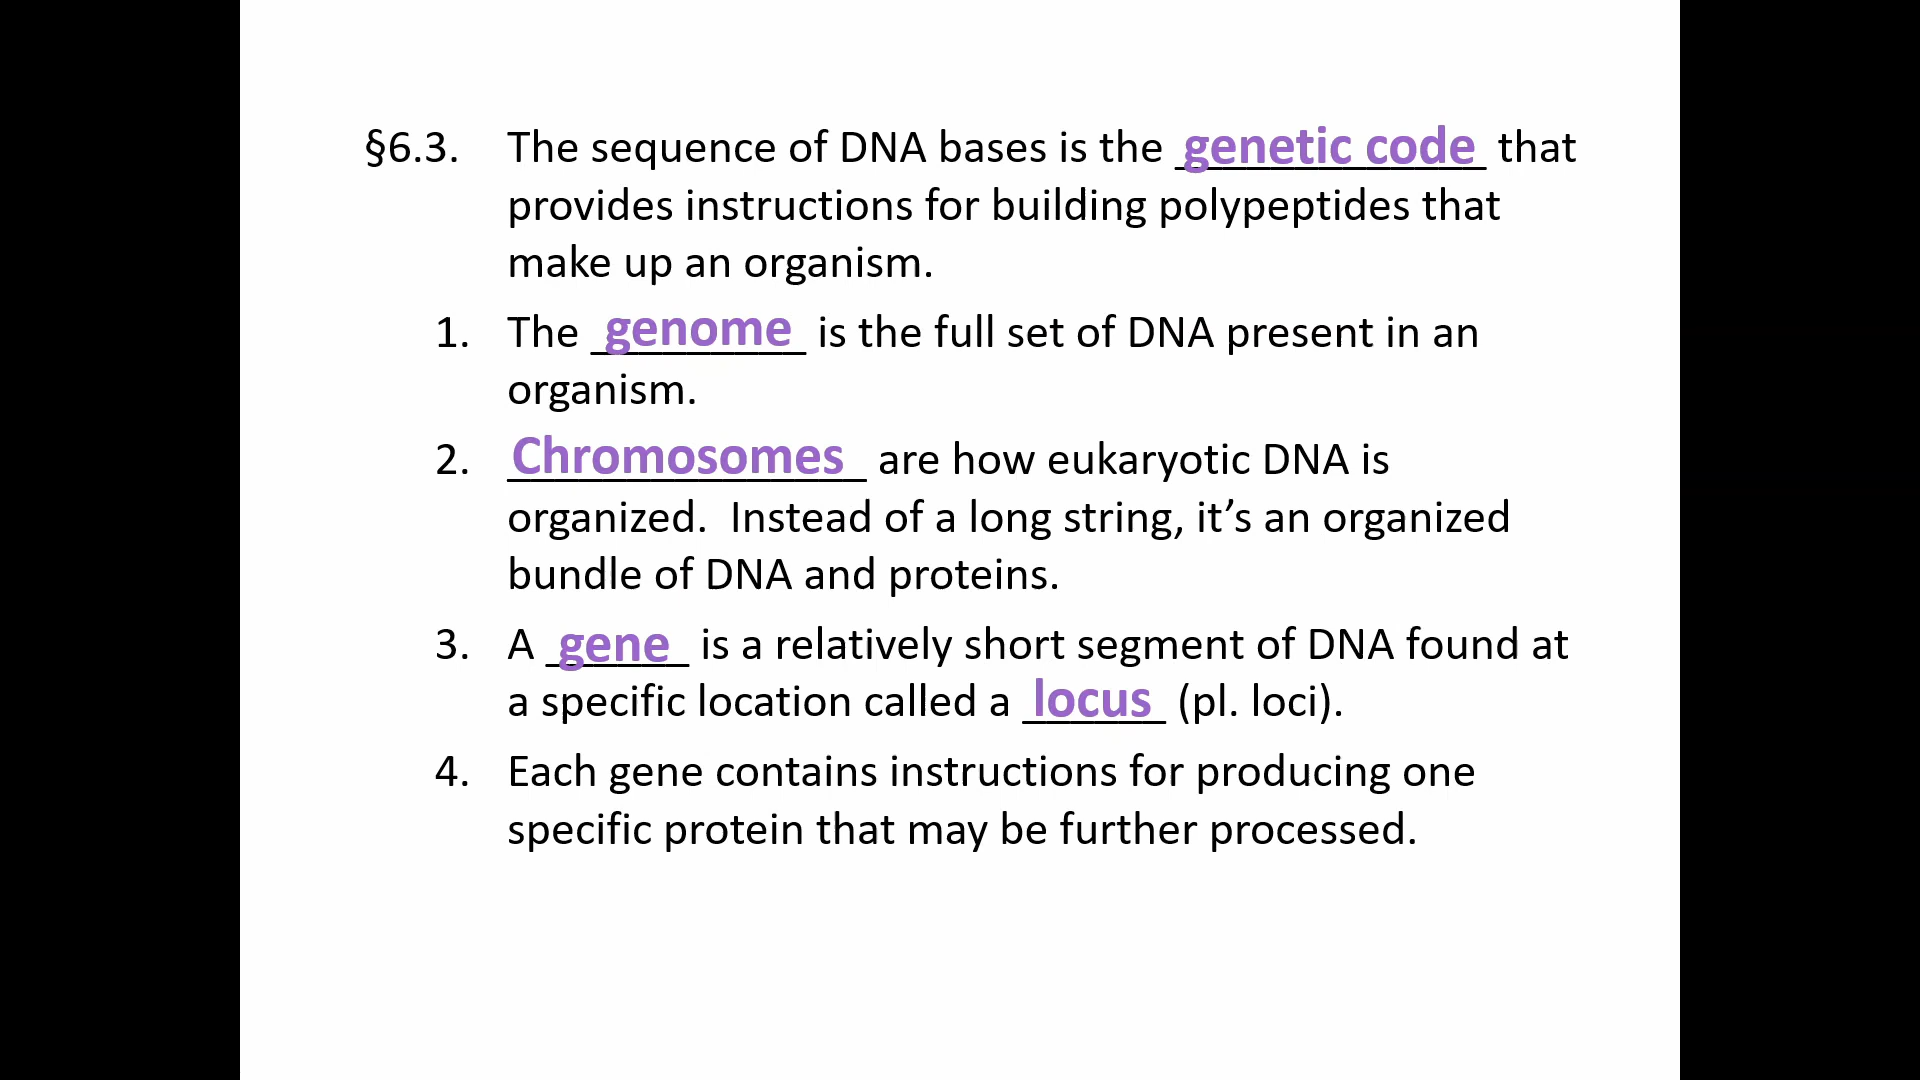 §6.3. The sequence of DNA bases is the genetic code that
provides instructions for building polypeptides that
make up an organism.
1. The genome is the full set of DNA present in an
organism.
2. Chromosomes are how eukaryotic DNA is
organized. Instead of a long string, it’s an organized
bundle of DNA and proteins.
3. A gene is a relatively short segment of DNA found at
a specific location called a locus (pl. loci).
4. Each gene contains instructions for producing one
specific protein that may be further processed.